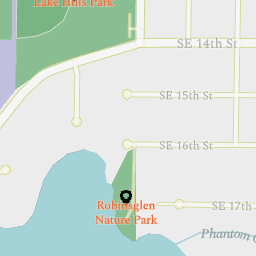 Lake Hills Park
SE 14th St
SE 15th St
SE 16th St
Robinsglen
Nature Park
SE 17th
Phantom